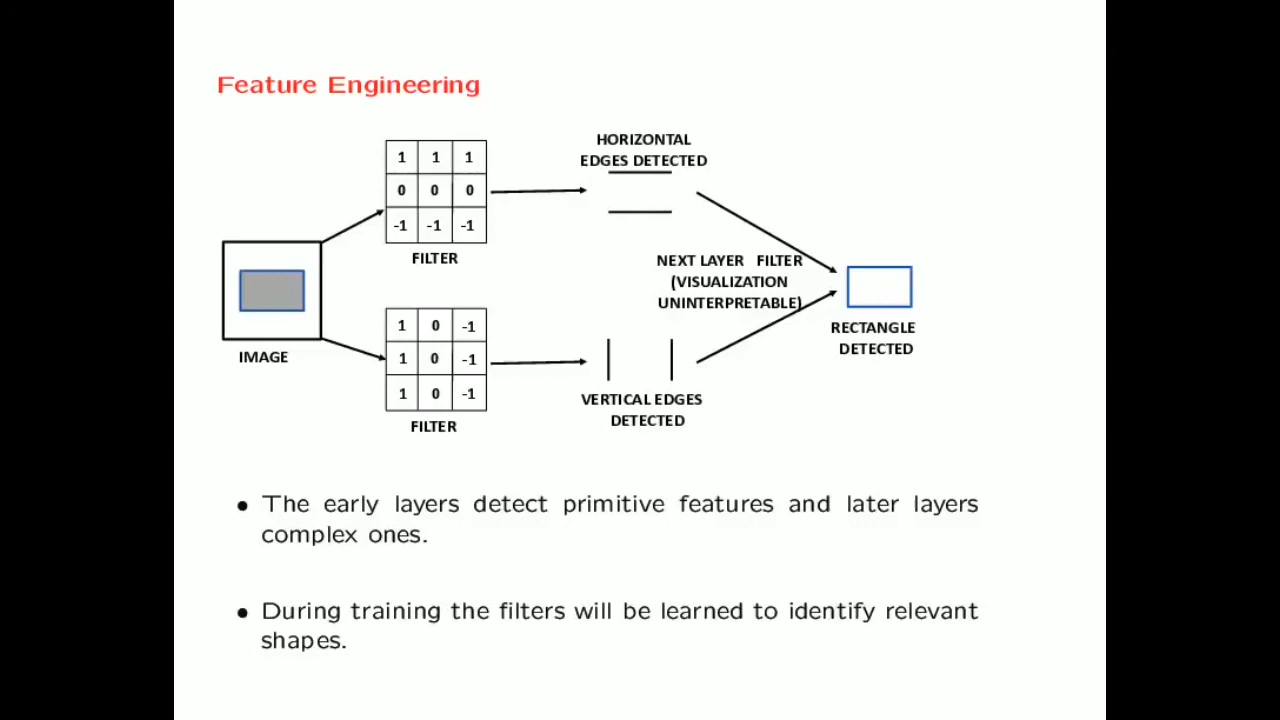 Feature Engineering
HORIZONTAL
EDGES DETECTED
1 1 1
0 0 0
-1 -1 -1
FILTER
NEXT LAYER FILTER
(VISUALIZATION
UNINTERPRETABLE)
IMAGE
RECTANGLE
DETECTED
1 0 -1
1 0 -1
1 0 -1
FILTER
VERTICAL EDGES
DETECTED
• The early layers detect primitive features and later layers
complex ones.
• During training the filters will be learned to identify relevant
shapes.